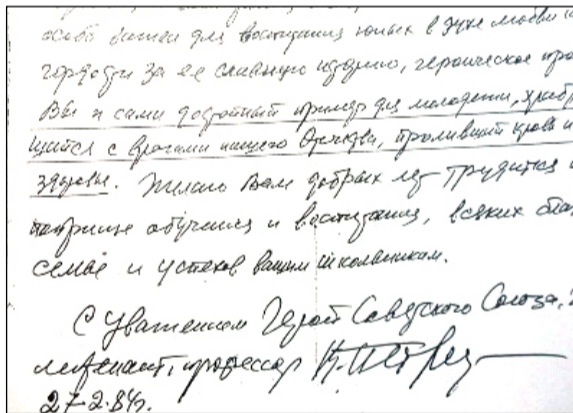 особо важен для воспитания юных в духе любви и
гордости за ее славную историю, героическое про
Вы и сами достойный пример для молодежи, храбр
шийся с врагами нашего Отечества, проливший кровь и
здоровье. Желаю Вам добрых лет трудиться
поприще обучения и воспитания, всяких бла
семье и успехов вашим школьникам.
С уважением Герой Советского Союза,
лейтенант, профессор
27-2.84г.